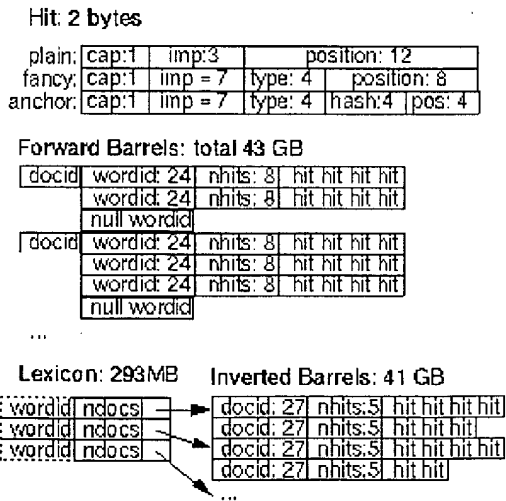 Hit: 2 bytes
plain: cap:1 imp:3 position: 12
fancy: cap:1 imp = 7 type: 4 position: 8
anchor: cap:1 imp = 7 type: 4 hash:4 pos: 4
Forward Barrels: total 43 GB
docid wordid: 24 nhits: 8 hit hit hit hit
wordid: 24 nhits: 8 hit hit hit hit
null wordid
docid wordid: 24 nhits: 8 hit hit hit hit
wordid: 24 nhits: 8 hit hit hit hit
wordid: 24 nhits: 8 hit hit hit hit
null wordid
...
Lexicon: 293MB Inverted Barrels: 41 GB
wordid ndocs docid: 27 nhits:5 hit hit hit hit
wordid ndocs docid: 27 nhits:5 hit hit hit
wordid ndocs docid: 27 nhits:5 hit hit hit hit
docid: 27 nhits:5 hit hit
...